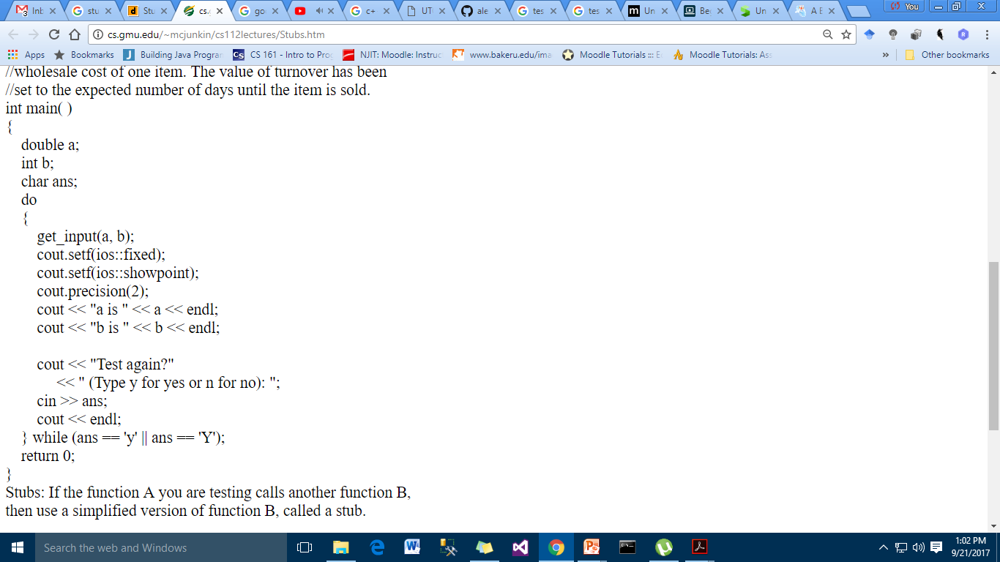 Inb
stu
Stu
cs.g
go
c+
UT
ale
tes
tes
Un
Be
Un
A B
You
cs.gmu.edu/~mcjunkin/cs112lectures/Stubs.htm
Apps
Bookmarks
Building Java Program
CS 161 - Intro to Pro
NJIT: Moodle: Instruc
www.bakeru.edu/ima
Moodle Tutorials ::: E
Moodle Tutorials: Ass
»
Other bookmarks
//wholesale cost of one item. The value of turnover has been
//set to the expected number of days until the item is sold.
int main( )
{
double a;
int b;
char ans;
do
{
get_input(a, b);
cout.setf(ios::fixed);
cout.setf(ios::showpoint);
cout.precision(2);
cout << "a is " << a << endl;
cout << "b is " << b << endl;
cout << "Test again?"
<< " (Type y for yes or n for no): ";
cin >> ans;
cout << endl;
} while (ans == 'y' || ans == 'Y');
return 0;
}
Stubs: If the function A you are testing calls another function B,
then use a simplified version of function B, called a stub.
Search the web and Windows
1:02 PM
9/21/2017